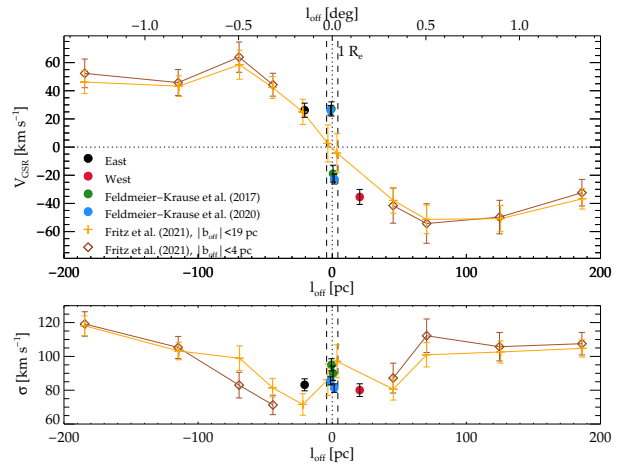 l_off [deg]
−1.0 −0.5 0.0 0.5 1.0
1 R_e
60
40
20
0
−20
−40
−60
V_GSR [km s⁻¹]
East
West
Feldmeier−Krause et al. (2017)
Feldmeier−Krause et al. (2020)
Fritz et al. (2021), |b_off|<19 pc
Fritz et al. (2021), |b_off|<4 pc
−200 −100 0 100 200
l_off [pc]
120
100
80
60
σ [km s⁻¹]
−200 −100 0 100 200
l_off [pc]